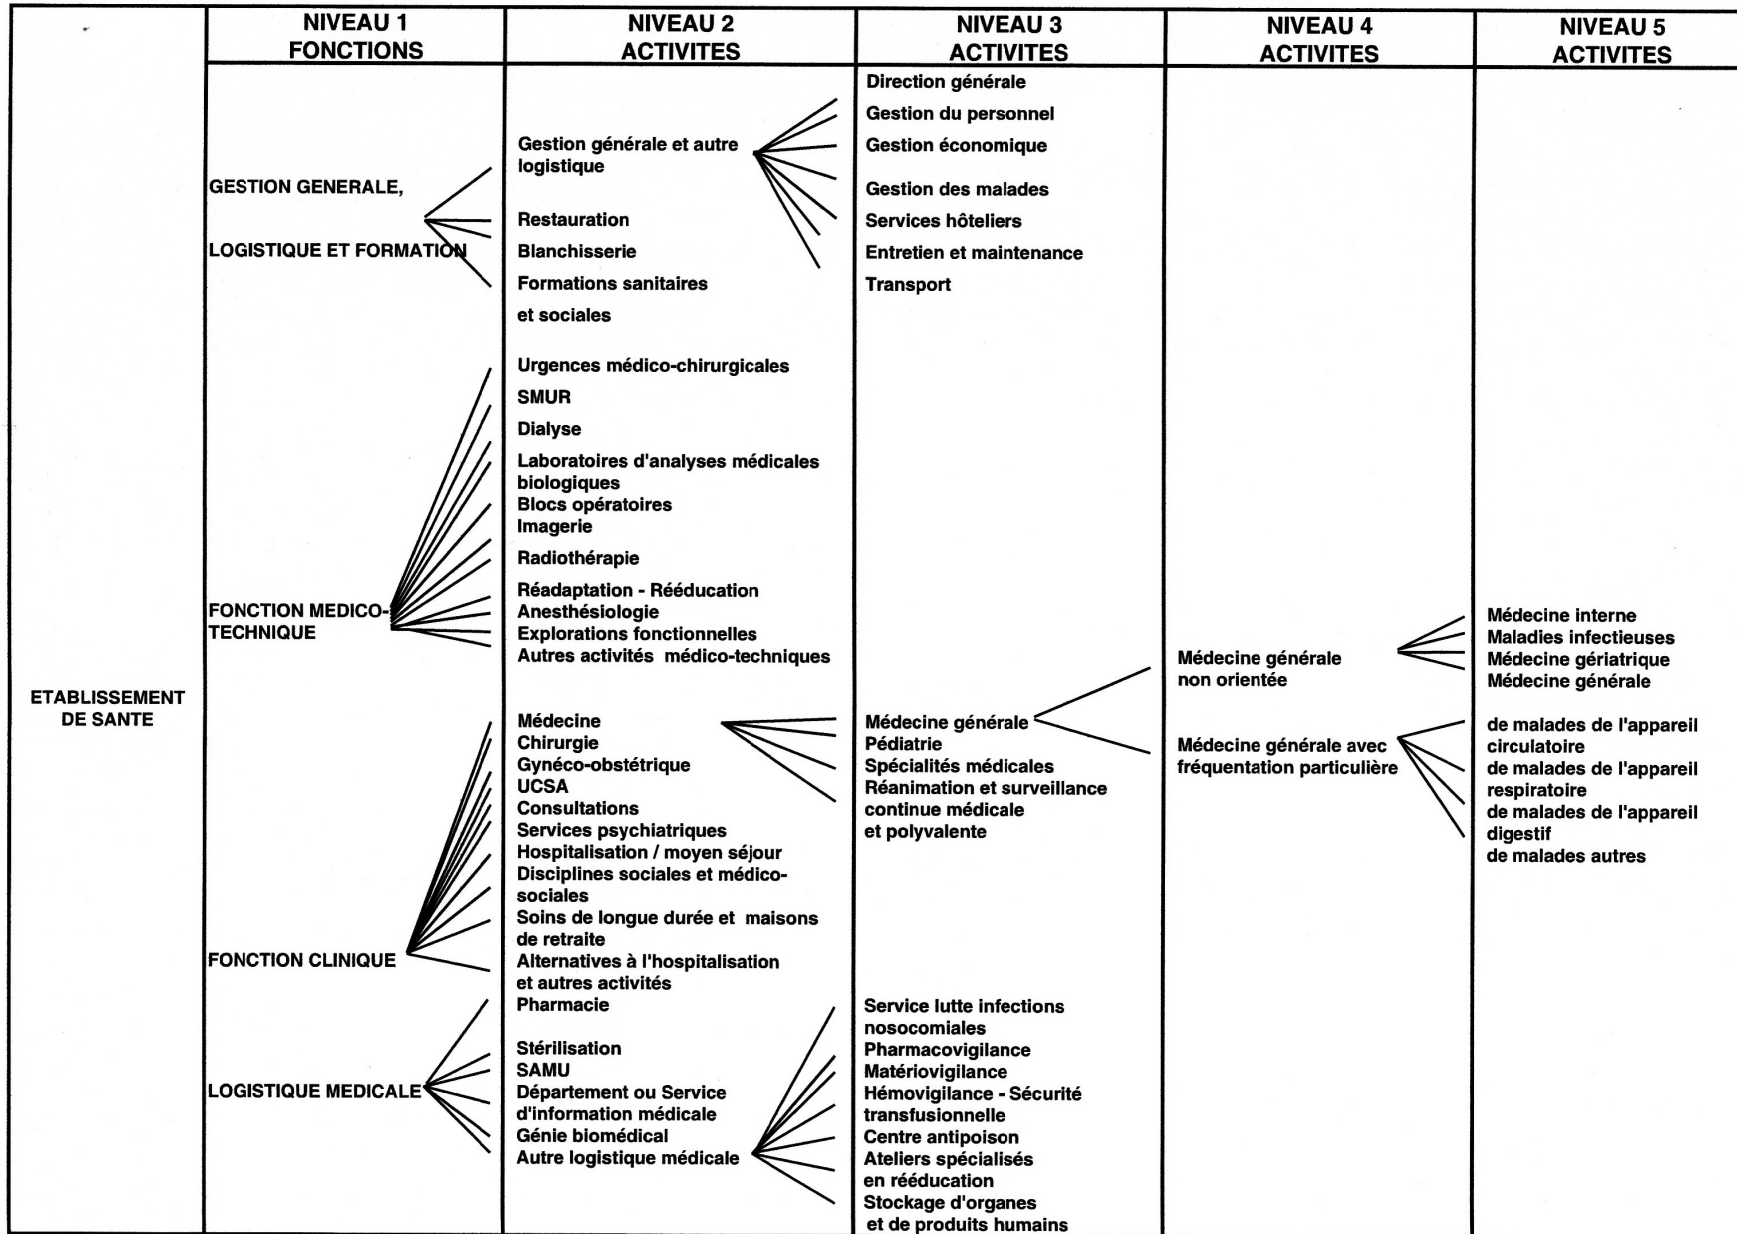 NIVEAU 1
FONCTIONS
NIVEAU 2
ACTIVITES
NIVEAU 3
ACTIVITES
NIVEAU 4
ACTIVITES
NIVEAU 5
ACTIVITES
ETABLISSEMENT
DE SANTE
GESTION GENERALE,
LOGISTIQUE ET FORMATION
FONCTION MEDICO-
TECHNIQUE
FONCTION CLINIQUE
LOGISTIQUE MEDICALE
Gestion générale et autre
logistique
Restauration
Blanchisserie
Formations sanitaires
et sociales
Urgences médico-chirurgicales
SMUR
Dialyse
Laboratoires d'analyses médicales
biologiques
Blocs opératoires
Imagerie
Radiothérapie
Réadaptation - Rééducation
Anesthésiologie
Explorations fonctionnelles
Autres activités médico-techniques
Médecine
Chirurgie
Gynéco-obstétrique
UCSA
Consultations
Services psychiatriques
Hospitalisation / moyen séjour
Disciplines sociales et médico-
sociales
Soins de longue durée et maisons
de retraite
Alternatives à l'hospitalisation
et autres activités
Pharmacie
Stérilisation
SAMU
Département ou Service
d'information médicale
Génie biomédical
Autre logistique médicale
Direction générale
Gestion du personnel
Gestion économique
Gestion des malades
Services hôteliers
Entretien et maintenance
Transport
Médecine générale
Pédiatrie
Spécialités médicales
Réanimation et surveillance
continue médicale
et polyvalente
Service lutte infections
nosocomiales
Pharmacovigilance
Matériovigilance
Hémovigilance - Sécurité
transfusionnelle
Centre antipoison
Ateliers spécialisés
en rééducation
Stockage d'organes
et de produits humains
Médecine générale
non orientée
Médecine générale avec
fréquentation particulière
Médecine interne
Maladies infectieuses
Médecine gériatrique
Médecine générale
de malades de l'appareil
circulatoire
de malades de l'appareil
respiratoire
de malades de l'appareil
digestif
de malades autres